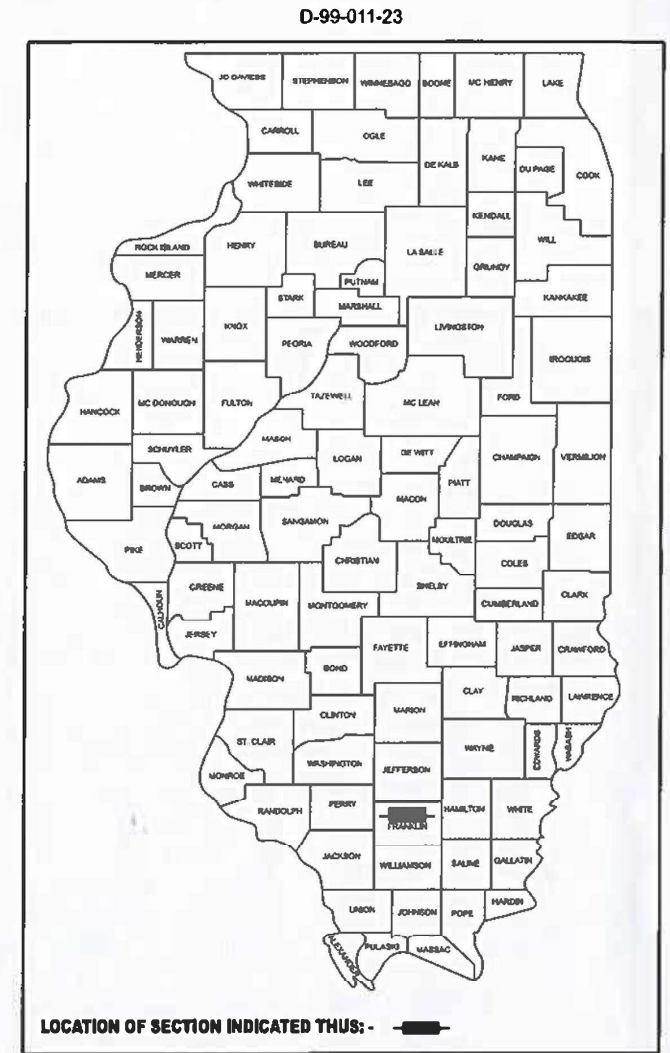 D-99-011-23
JO DAVIESS STEPHENSON WINNEBAGO BOONE MC HENRY LAKE
CARROLL OGLE
DE KALB KANE DU PAGE COOK
WHITESIDE LEE
KENDALL
ROCK ISLAND HENRY BUREAU LA SALLE WILL
GRUNDY
MERCER PUTNAM
STARK MARSHALL KANKAKEE
HENDERSON WARREN KNOX PEORIA WOODFORD LIVINGSTON
IROQUOIS
HANCOCK MC DONOUGH FULTON TAZEWELL MC LEAN FORD
MASON
SCHUYLER LOGAN DE WITT CHAMPAIGN VERMILION
ADAMS BROWN CASS MENARD PIATT
MACON
MORGAN SANGAMON DOUGLAS
PIKE SCOTT MOULTRIE EDGAR
CHRISTIAN COLES
GREENE SHELBY
CALHOUN MACOUPIN MONTGOMERY CUMBERLAND CLARK
JERSEY FAYETTE EFFINGHAM JASPER CRAWFORD
MADISON BOND
CLAY RICHLAND LAWRENCE
CLINTON MARION
ST. CLAIR WAYNE EDWARDS WABASH
WASHINGTON JEFFERSON
MONROE
RANDOLPH PERRY HAMILTON WHITE
FRANKLIN
JACKSON WILLIAMSON SALINE GALLATIN
UNION JOHNSON POPE HARDIN
ALEXANDER PULASKI MASSAC
LOCATION OF SECTION INDICATED THUS: -